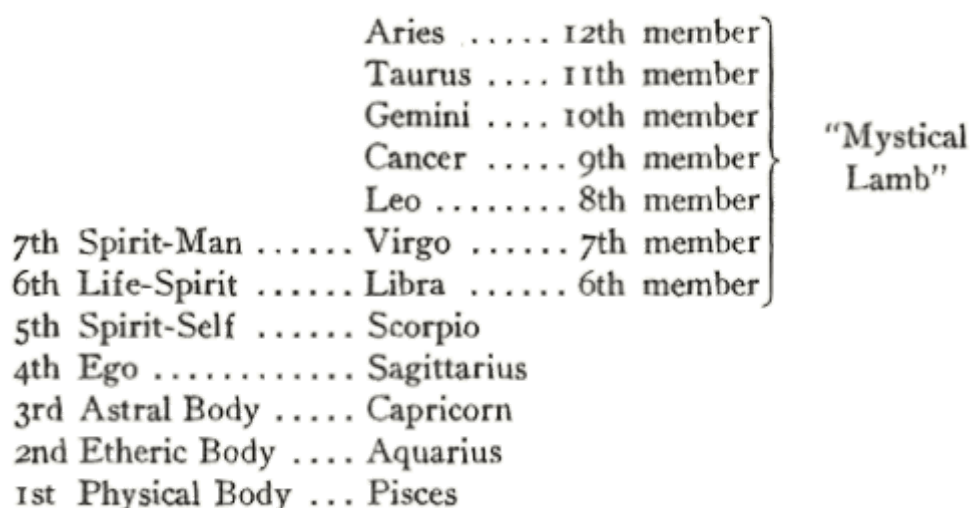 Aries ..... 12th member
Taurus .... 11th member
Gemini .... 10th member
Cancer ..... 9th member
Leo ........ 8th member
7th Spirit-Man ...... Virgo ...... 7th member
6th Life-Spirit ...... Libra ...... 6th member
5th Spirit-Self ...... Scorpio
4th Ego ............ Sagittarius
3rd Astral Body ..... Capricorn
2nd Etheric Body .... Aquarius
1st Physical Body ... Pisces
"Mystical
Lamb"